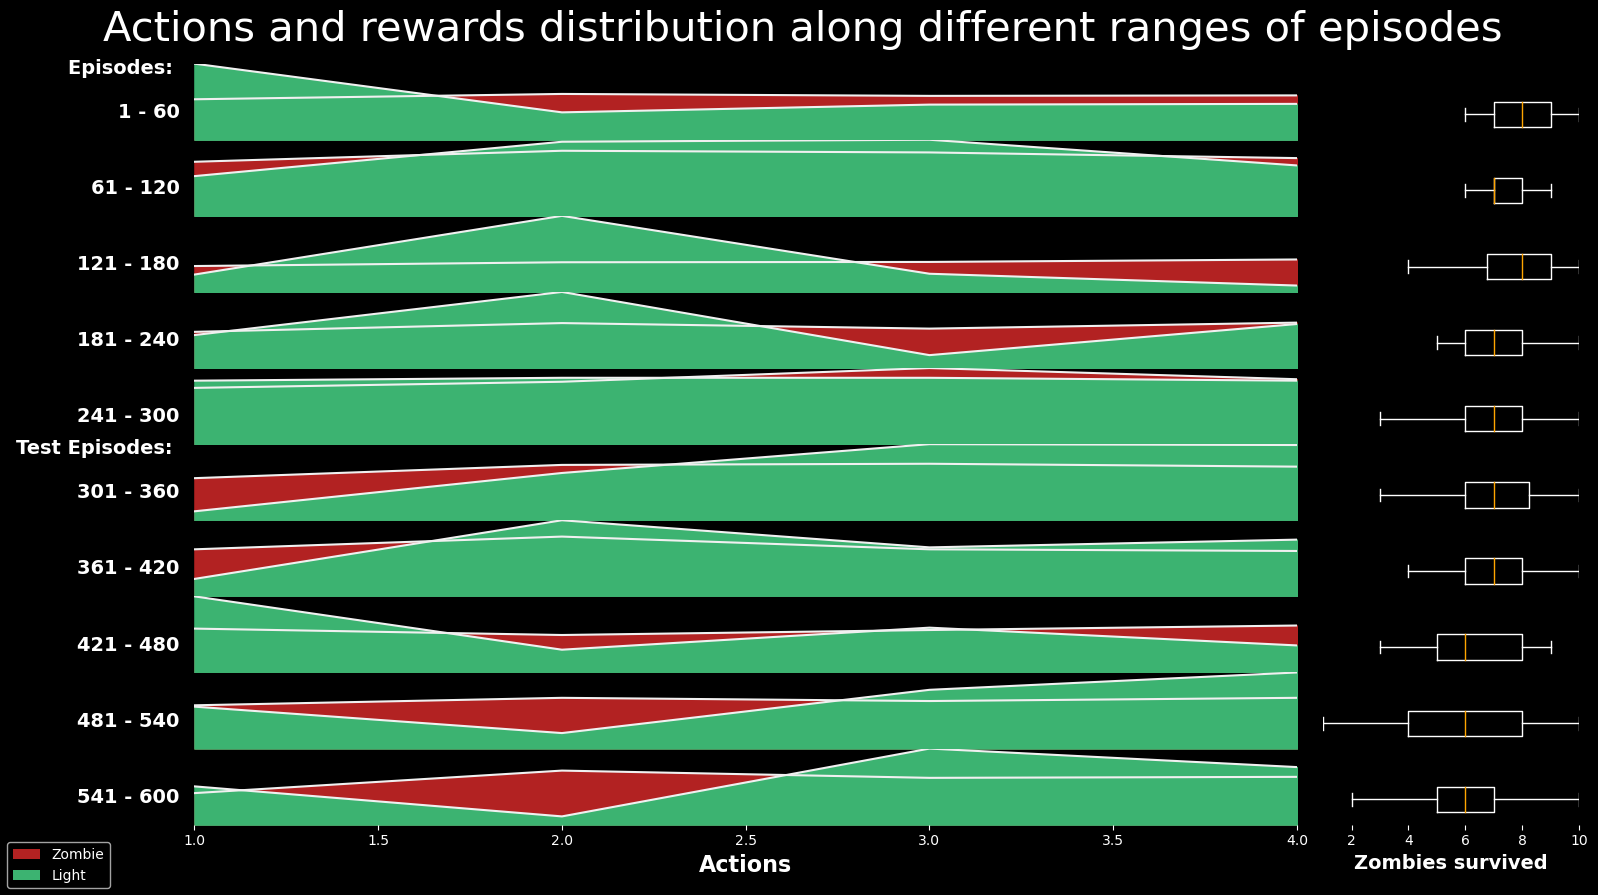 Actions and rewards distribution along different ranges of episodes
Episodes:
1 - 60
61 - 120
121 - 180
181 - 240
241 - 300
Test Episodes:
301 - 360
361 - 420
421 - 480
481 - 540
541 - 600
1.0 1.5 2.0 2.5 3.0 3.5 4.0
2 4 6 8 10
Actions
Zombies survived
Zombie
Light